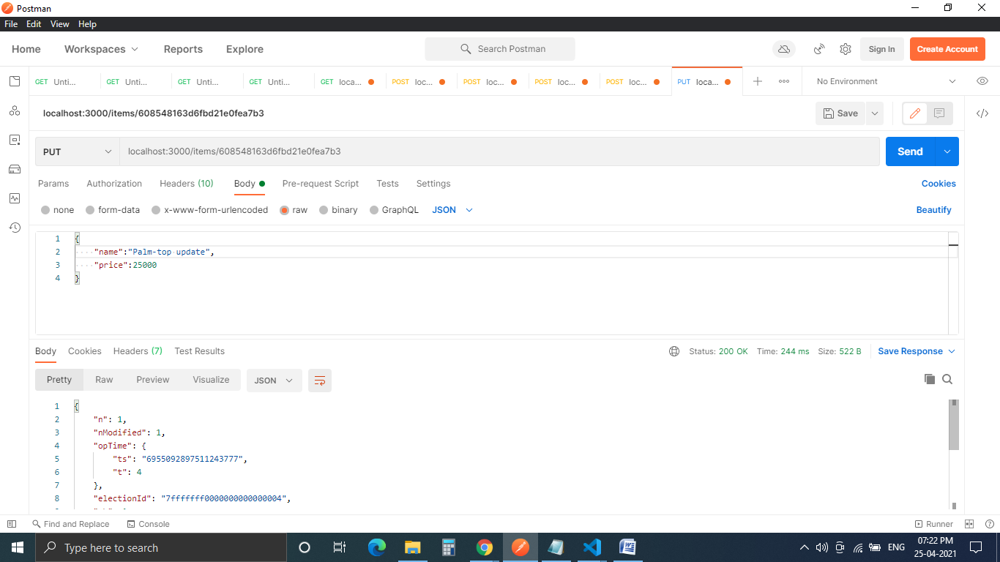 Postman
File Edit View Help
Home Workspaces Reports Explore Search Postman Sign In Create Account
GET Unti... GET Unti... GET Unti... GET Unti... GET loca... POST loc... POST loc... POST loc... POST loc... PUT loca... No Environment
localhost:3000/items/608548163d6fbd21e0fea7b3 Save
PUT localhost:3000/items/608548163d6fbd21e0fea7b3 Send
Params Authorization Headers (10) Body Pre-request Script Tests Settings Cookies
none form-data x-www-form-urlencoded raw binary GraphQL JSON Beautify
1 {
2 "name":"Palm-top update",
3 "price":25000
4 }
Body Cookies Headers (7) Test Results Status: 200 OK Time: 244 ms Size: 522 B Save Response
Pretty Raw Preview Visualize JSON
1 {
2 "n": 1,
3 "nModified": 1,
4 "opTime": {
5 "ts": "6955092897511243777",
6 "t": 4
7 },
8 "electionId": "7fffffff0000000000000004",
Find and Replace Console Runner
Type here to search ENG 07:22 PM
25-04-2021